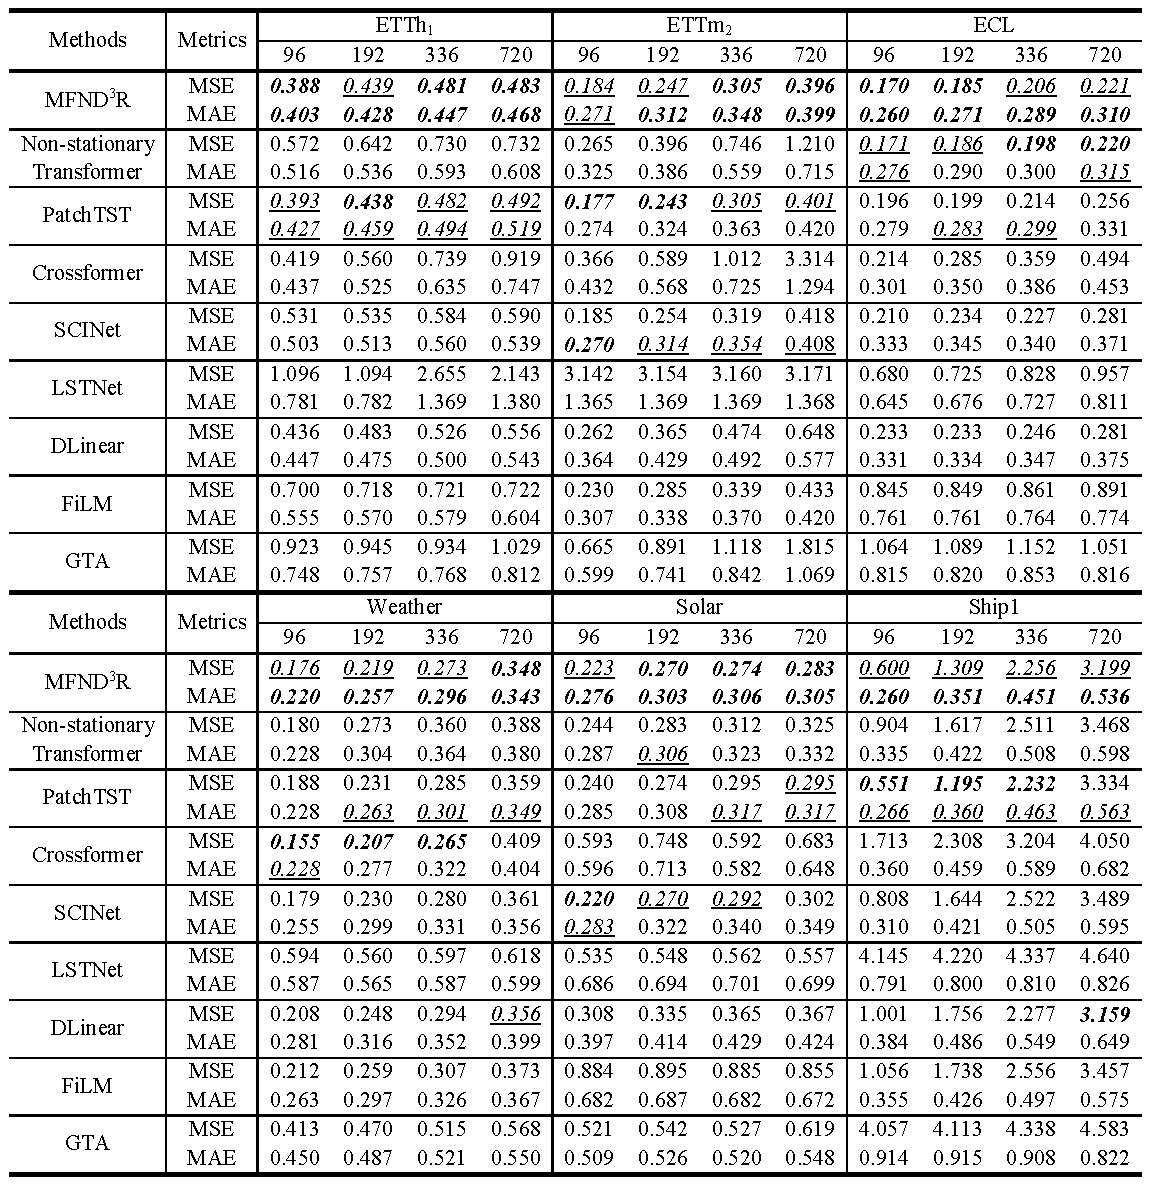 Methods Metrics ETTh1 ETTm2 ECL
96 192 336 720 96 192 336 720 96 192 336 720
MFND3R MSE 0.388 0.439 0.481 0.483 0.184 0.247 0.305 0.396 0.170 0.185 0.206 0.221
MAE 0.403 0.428 0.447 0.468 0.271 0.312 0.348 0.399 0.260 0.271 0.289 0.310
Non-stationary MSE 0.572 0.642 0.730 0.732 0.265 0.396 0.746 1.210 0.171 0.186 0.198 0.220
Transformer MAE 0.516 0.536 0.593 0.608 0.325 0.386 0.559 0.715 0.276 0.290 0.300 0.315
PatchTST MSE 0.393 0.438 0.482 0.492 0.177 0.243 0.305 0.401 0.196 0.199 0.214 0.256
MAE 0.427 0.459 0.494 0.519 0.274 0.324 0.363 0.420 0.279 0.283 0.299 0.331
Crossformer MSE 0.419 0.560 0.739 0.919 0.366 0.589 1.012 3.314 0.214 0.285 0.359 0.494
MAE 0.437 0.525 0.635 0.747 0.432 0.568 0.725 1.294 0.301 0.350 0.386 0.453
SCINet MSE 0.531 0.535 0.584 0.590 0.185 0.254 0.319 0.418 0.210 0.234 0.227 0.281
MAE 0.503 0.513 0.560 0.539 0.270 0.314 0.354 0.408 0.333 0.345 0.340 0.371
LSTNet MSE 1.096 1.094 2.655 2.143 3.142 3.154 3.160 3.171 0.680 0.725 0.828 0.957
MAE 0.781 0.782 1.369 1.380 1.365 1.369 1.369 1.368 0.645 0.676 0.727 0.811
DLinear MSE 0.436 0.483 0.526 0.556 0.262 0.365 0.474 0.648 0.233 0.233 0.246 0.281
MAE 0.447 0.475 0.500 0.543 0.364 0.429 0.492 0.577 0.331 0.334 0.347 0.375
FiLM MSE 0.700 0.718 0.721 0.722 0.230 0.285 0.339 0.433 0.845 0.849 0.861 0.891
MAE 0.555 0.570 0.579 0.604 0.307 0.338 0.370 0.420 0.761 0.761 0.764 0.774
GTA MSE 0.923 0.945 0.934 1.029 0.665 0.891 1.118 1.815 1.064 1.089 1.152 1.051
MAE 0.748 0.757 0.768 0.812 0.599 0.741 0.842 1.069 0.815 0.820 0.853 0.816
Methods Metrics Weather Solar Ship1
96 192 336 720 96 192 336 720 96 192 336 720
MFND3R MSE 0.176 0.219 0.273 0.348 0.223 0.270 0.274 0.283 0.600 1.309 2.256 3.199
MAE 0.220 0.257 0.296 0.343 0.276 0.303 0.306 0.305 0.260 0.351 0.451 0.536
Non-stationary MSE 0.180 0.273 0.360 0.388 0.244 0.283 0.312 0.325 0.904 1.617 2.511 3.468
Transformer MAE 0.228 0.304 0.364 0.380 0.287 0.306 0.323 0.332 0.335 0.422 0.508 0.598
PatchTST MSE 0.188 0.231 0.285 0.359 0.240 0.274 0.295 0.295 0.551 1.195 2.232 3.334
MAE 0.228 0.263 0.301 0.349 0.285 0.308 0.317 0.317 0.266 0.360 0.463 0.563
Crossformer MSE 0.155 0.207 0.265 0.409 0.593 0.748 0.592 0.683 1.713 2.308 3.204 4.050
MAE 0.228 0.277 0.322 0.404 0.596 0.713 0.582 0.648 0.360 0.459 0.589 0.682
SCINet MSE 0.179 0.230 0.280 0.361 0.220 0.270 0.292 0.302 0.808 1.644 2.522 3.489
MAE 0.255 0.299 0.331 0.356 0.283 0.322 0.340 0.349 0.310 0.421 0.505 0.595
LSTNet MSE 0.594 0.560 0.597 0.618 0.535 0.548 0.562 0.557 4.145 4.220 4.337 4.640
MAE 0.587 0.565 0.587 0.599 0.686 0.694 0.701 0.699 0.791 0.800 0.810 0.826
DLinear MSE 0.208 0.248 0.294 0.356 0.308 0.335 0.365 0.367 1.001 1.756 2.277 3.159
MAE 0.281 0.316 0.352 0.399 0.397 0.414 0.429 0.424 0.384 0.486 0.549 0.649
FiLM MSE 0.212 0.259 0.307 0.373 0.884 0.895 0.885 0.855 1.056 1.738 2.556 3.457
MAE 0.263 0.297 0.326 0.367 0.682 0.687 0.682 0.672 0.355 0.426 0.497 0.575
GTA MSE 0.413 0.470 0.515 0.568 0.521 0.542 0.527 0.619 4.057 4.113 4.338 4.583
MAE 0.450 0.487 0.521 0.550 0.509 0.526 0.520 0.548 0.914 0.915 0.908 0.822